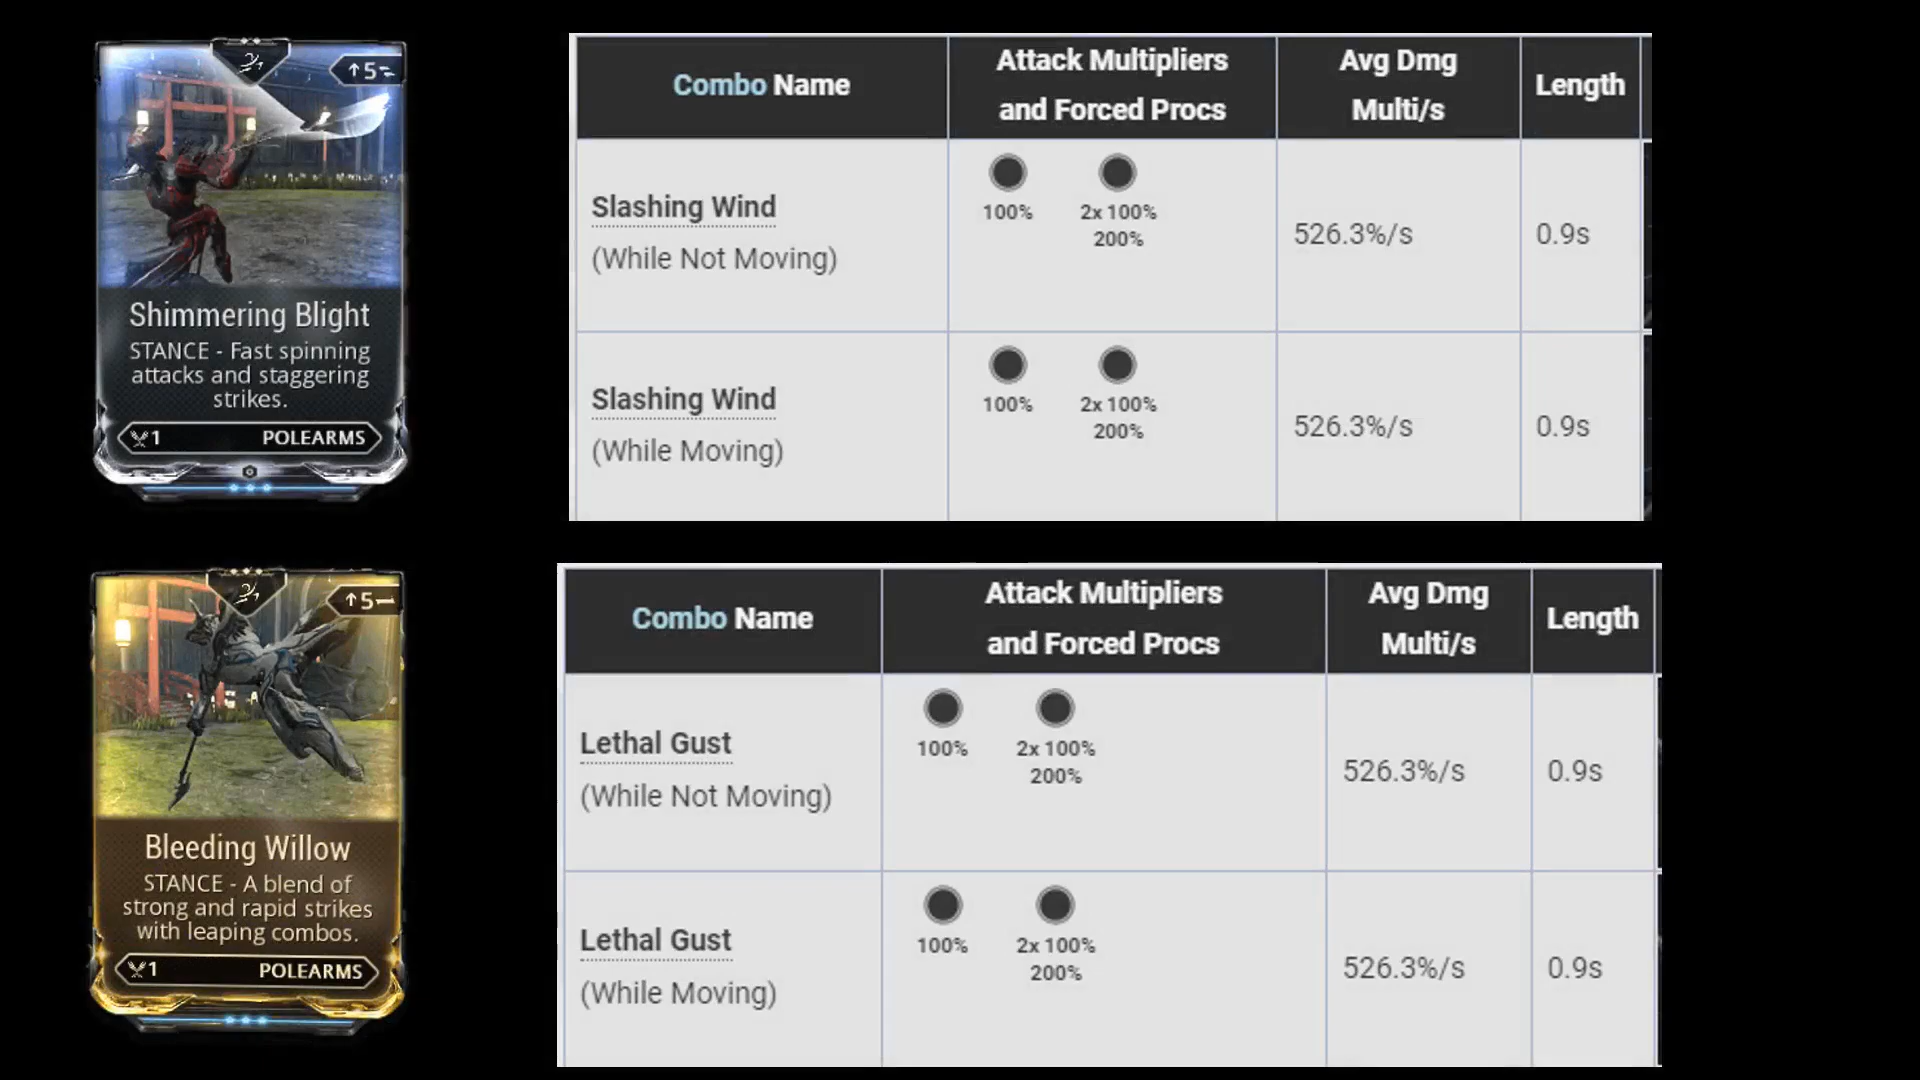 ↑5
Shimmering Blight
STANCE - Fast spinning
attacks and staggering
strikes.
1 POLEARMS
Combo Name
Attack Multipliers
and Forced Procs
Avg Dmg
Multi/s
Length
Slashing Wind
(While Not Moving)
100% 2x 100%
200%
526.3%/s
0.9s
Slashing Wind
(While Moving)
100% 2x 100%
200%
526.3%/s
0.9s
↑5
Bleeding Willow
STANCE - A blend of
strong and rapid strikes
with leaping combos.
1 POLEARMS
Combo Name
Attack Multipliers
and Forced Procs
Avg Dmg
Multi/s
Length
Lethal Gust
(While Not Moving)
100% 2x 100%
200%
526.3%/s
0.9s
Lethal Gust
(While Moving)
100% 2x 100%
200%
526.3%/s
0.9s